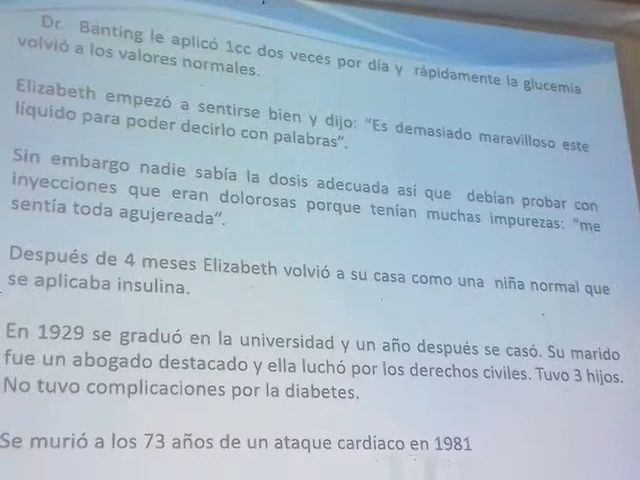 Dr. Banting le aplicó 1cc dos veces por día y rápidamente la glucemia
volvió a los valores normales.
Elizabeth empezó a sentirse bien y dijo: “Es demasiado maravilloso este
líquido para poder decirlo con palabras”.
Sin embargo nadie sabía la dosis adecuada así que debían probar con
inyecciones que eran dolorosas porque tenían muchas impurezas: “me
sentía toda agujereada”.
Después de 4 meses Elizabeth volvió a su casa como una niña normal que
se aplicaba insulina.
En 1929 se graduó en la universidad y un año después se casó. Su marido
fue un abogado destacado y ella luchó por los derechos civiles. Tuvo 3 hijos.
No tuvo complicaciones por la diabetes.
Se murió a los 73 años de un ataque cardíaco en 1981